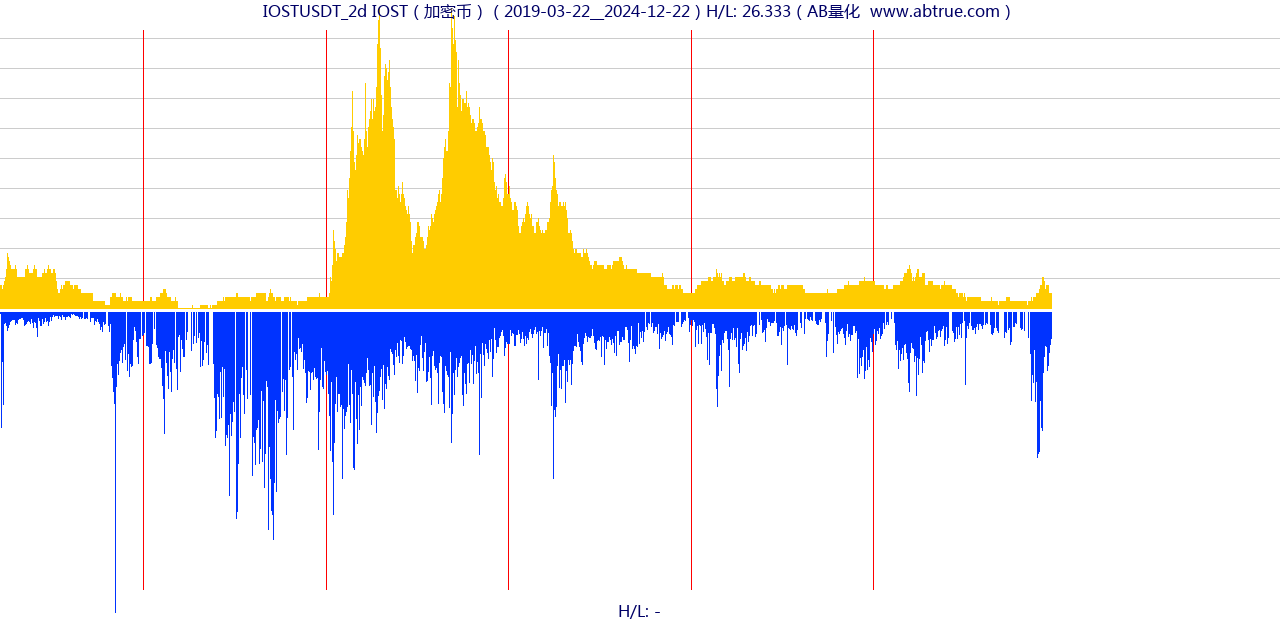 IOSTUSDT_2d IOST ( 加密币 ) ( 2019-03-22__2024-12-22 ) H/L: 26.333 ( AB量化 www.abtrue.com )
H/L: -